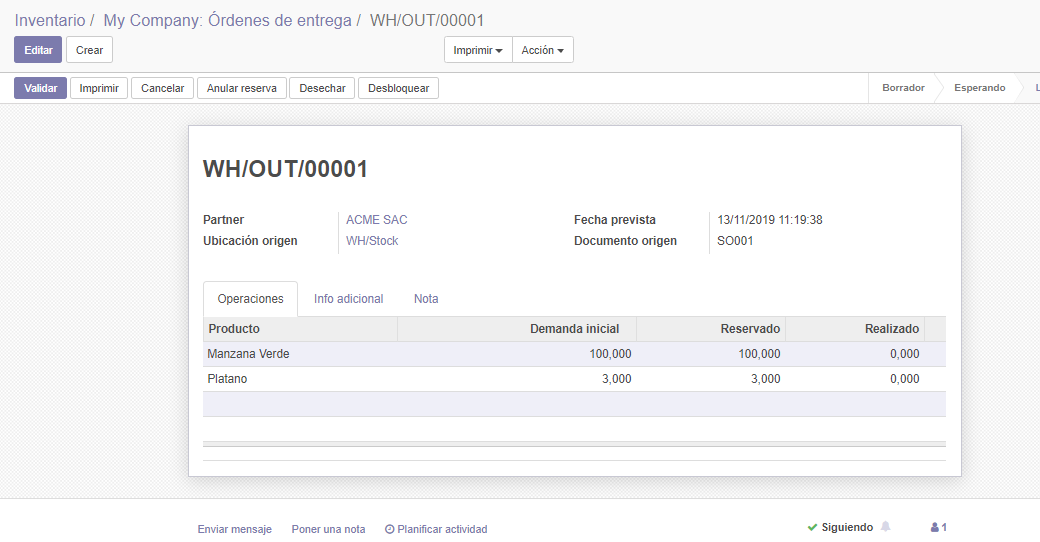 Inventario / My Company: Órdenes de entrega / WH/OUT/00001
Editar Crear Imprimir Acción
Validar Imprimir Cancelar Anular reserva Desechar Desbloquear Borrador Esperando L
WH/OUT/00001
Partner ACME SAC Fecha prevista 13/11/2019 11:19:38
Ubicación origen WH/Stock Documento origen SO001
Operaciones Info adicional Nota
Producto Demanda inicial Reservado Realizado
Manzana Verde 100,000 100,000 0,000
Platano 3,000 3,000 0,000
Enviar mensaje Poner una nota Planificar actividad Siguiendo 1